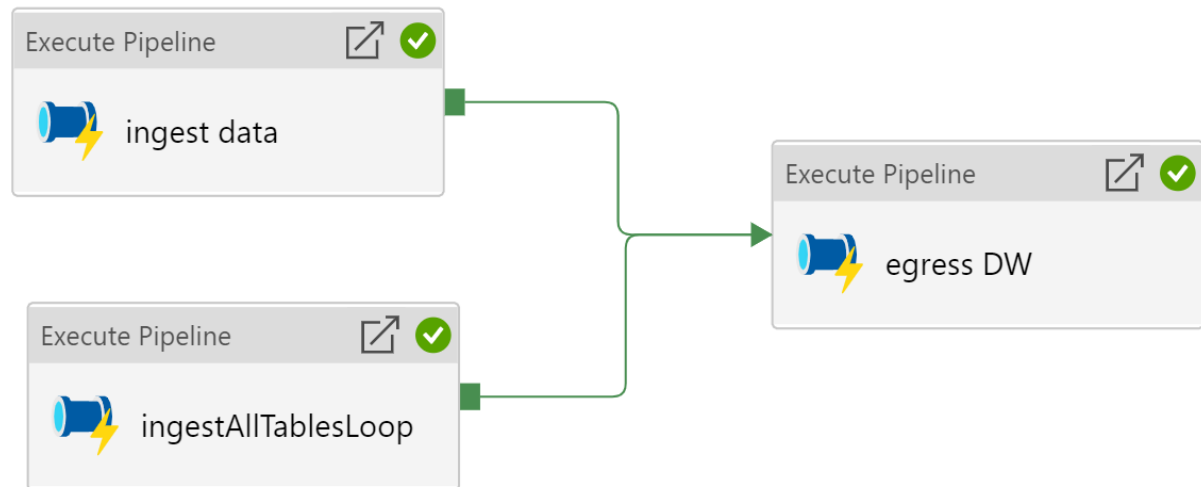 Execute Pipeline
ingest data
Execute Pipeline
egress DW
Execute Pipeline
ingestAllTablesLoop